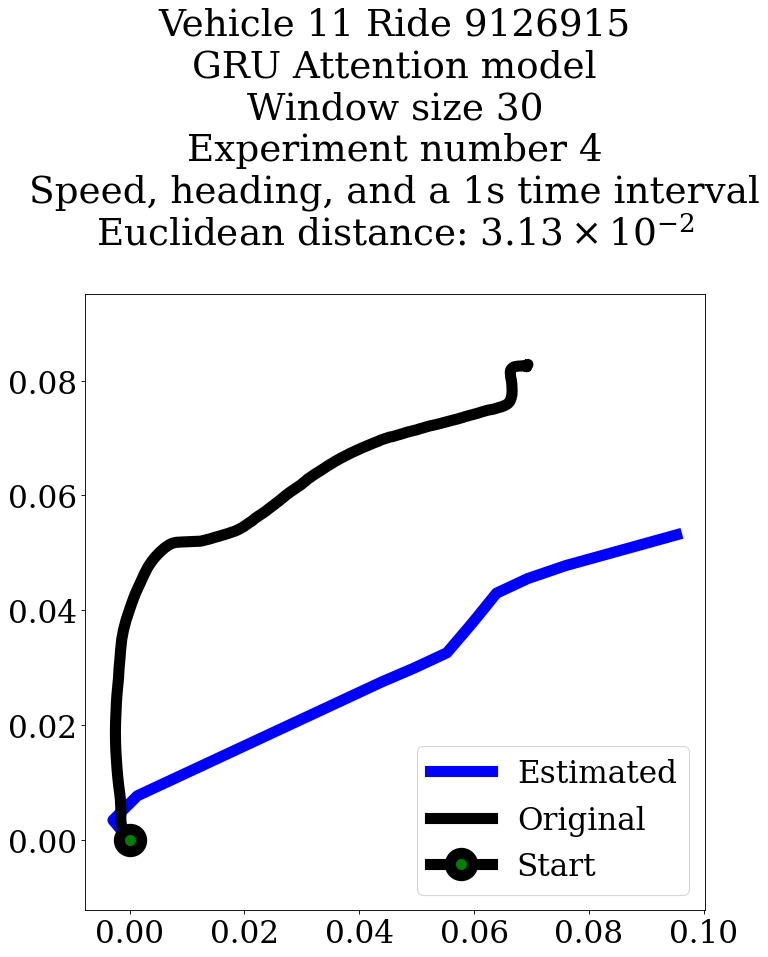 Vehicle 11 Ride 9126915
GRU Attention model
Window size 30
Experiment number 4
Speed, heading, and a 1s time interval
Euclidean distance: 3.13 × 10⁻²
0.08
0.06
0.04
0.02
0.00
Estimated
Original
Start
0.00 0.02 0.04 0.06 0.08 0.10